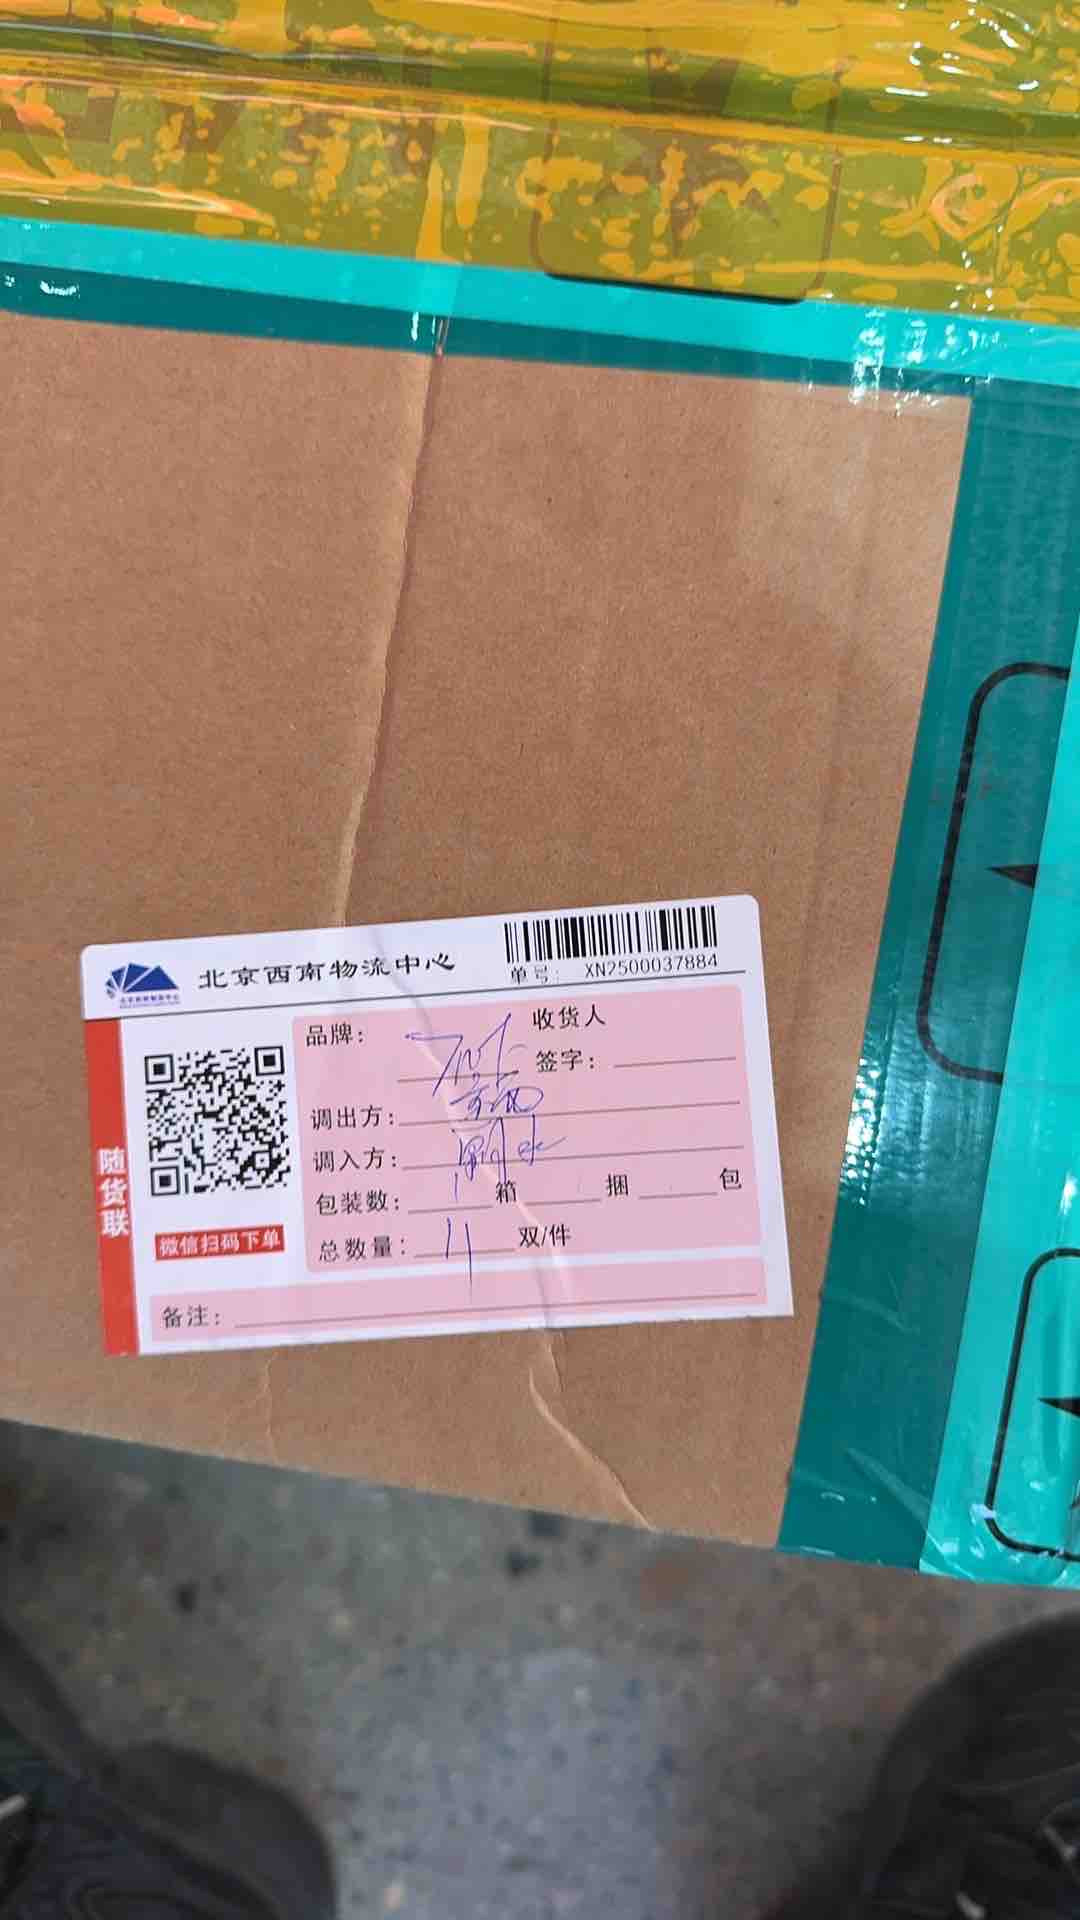 北京西南物流中心
单号: XN2500037884
品牌:
收货人
签字:
调出方:
调入方:
包装数: 1 箱 捆 包
总数量: 11 双/件
备注:
随货联
微信扫码下单